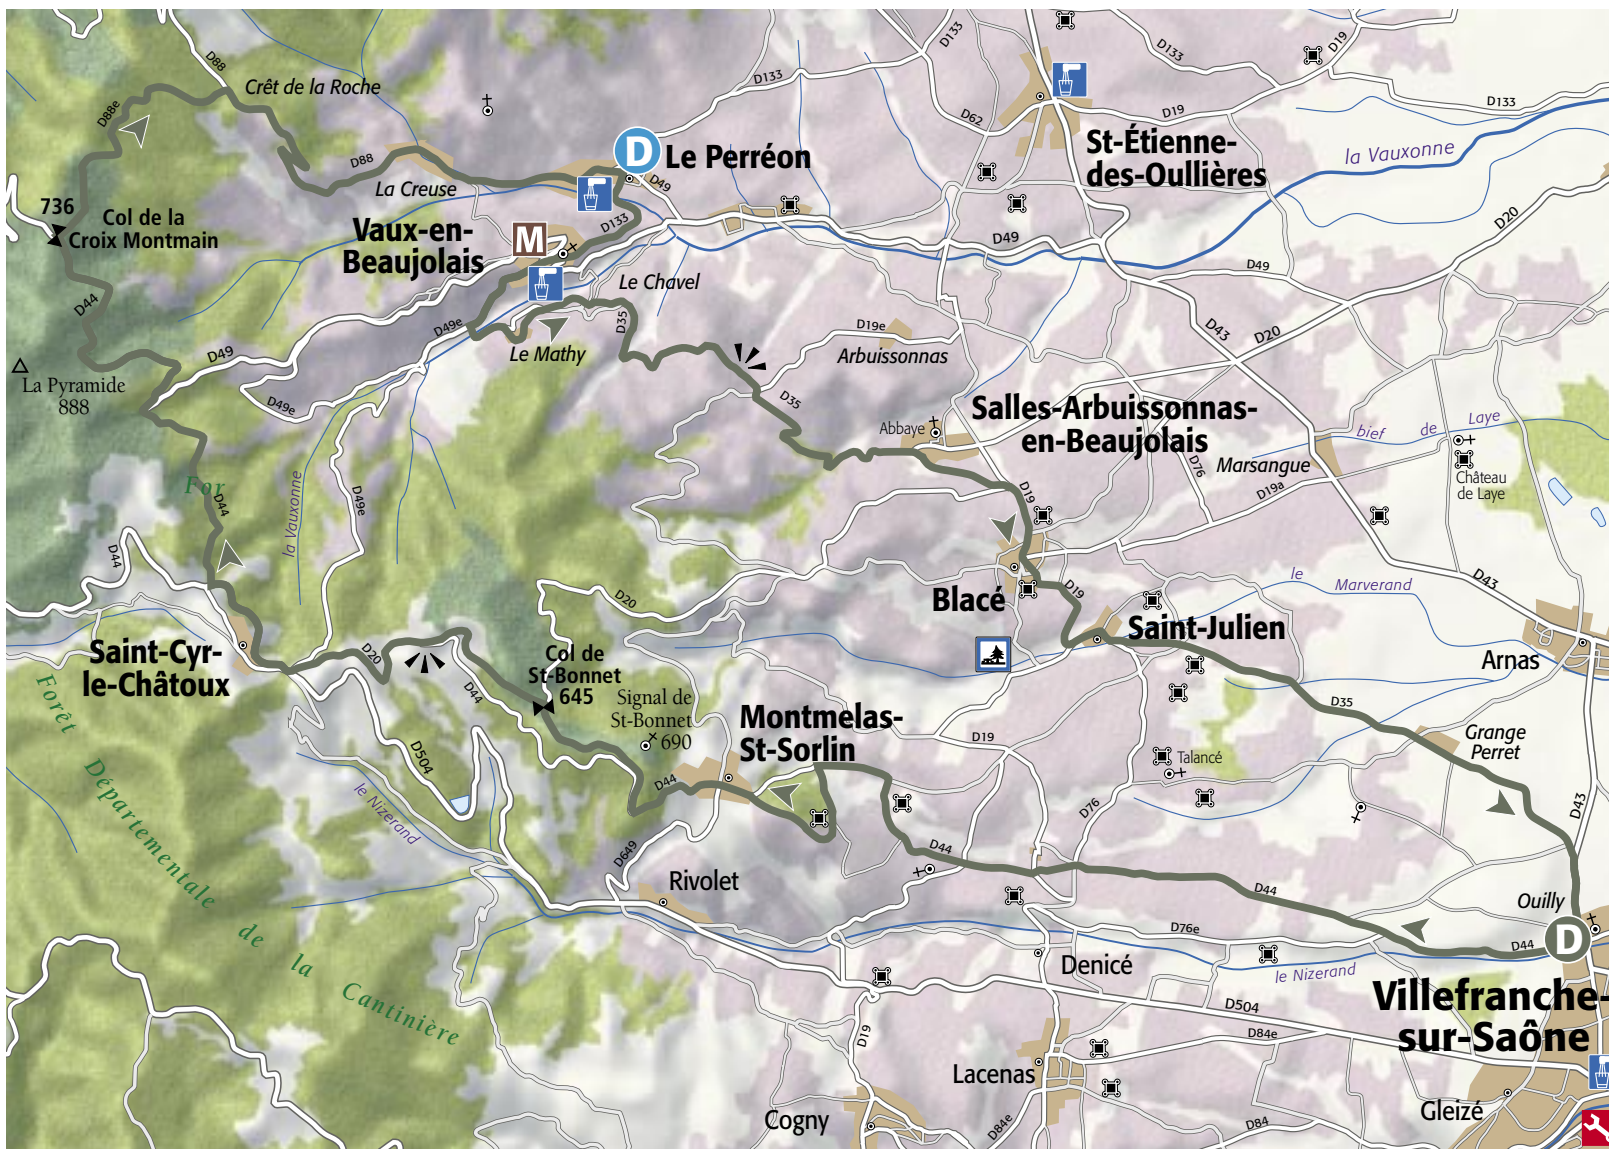 D88
D133
D133
D19
D133
Crêt de la Roche
D133
D88e
D62
D19
D133
St-Étienne-
des-Oullières
la Vauxonne
D
Le Perréon
D88
La Creuse
D49
736
Col de la
Croix Montmain
Vaux-en-
Beaujolais
M
D133
D49
D20
D49
Le Chavel
D44
D49e
D35
D19e
D43
D20
Le Mathy
Arbuissonnas
D49
La Pyramide
888
D49e
D35
Salles-Arbuissonnas-
en-Beaujolais
Abbaye
bief de Laye
Marsangue
D76
Château
de Laye
D19a
For
D44
la Vauxonne
D49e
D19
D44
D20
Blacé
D19
le Marverand
D43
Saint-Julien
Saint-Cyr-
le-Châtoux
D20
Col de
St-Bonnet
645
Arnas
D44
Signal de
St-Bonnet
690
Montmelas-
St-Sorlin
D35
Grange
Perret
D19
D504
Talancé
D44
D43
le Nizerand
D76
Forêt Départementale de la Cantinière
D649
D44
Rivolet
D44
Ouilly
D
D44
D76e
Denicé
le Nizerand
Villefranche-
sur-Saône
D504
D19
D84e
Lacenas
Cogny
D84e
D84
Gleizé